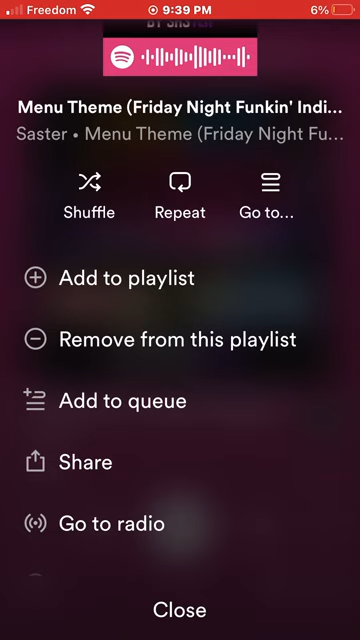 Freedom 9:39 PM 6%
Menu Theme (Friday Night Funkin' Indi...
Saster • Menu Theme (Friday Night Fu...
Shuffle Repeat Go to...
Add to playlist
Remove from this playlist
Add to queue
Share
Go to radio
Close